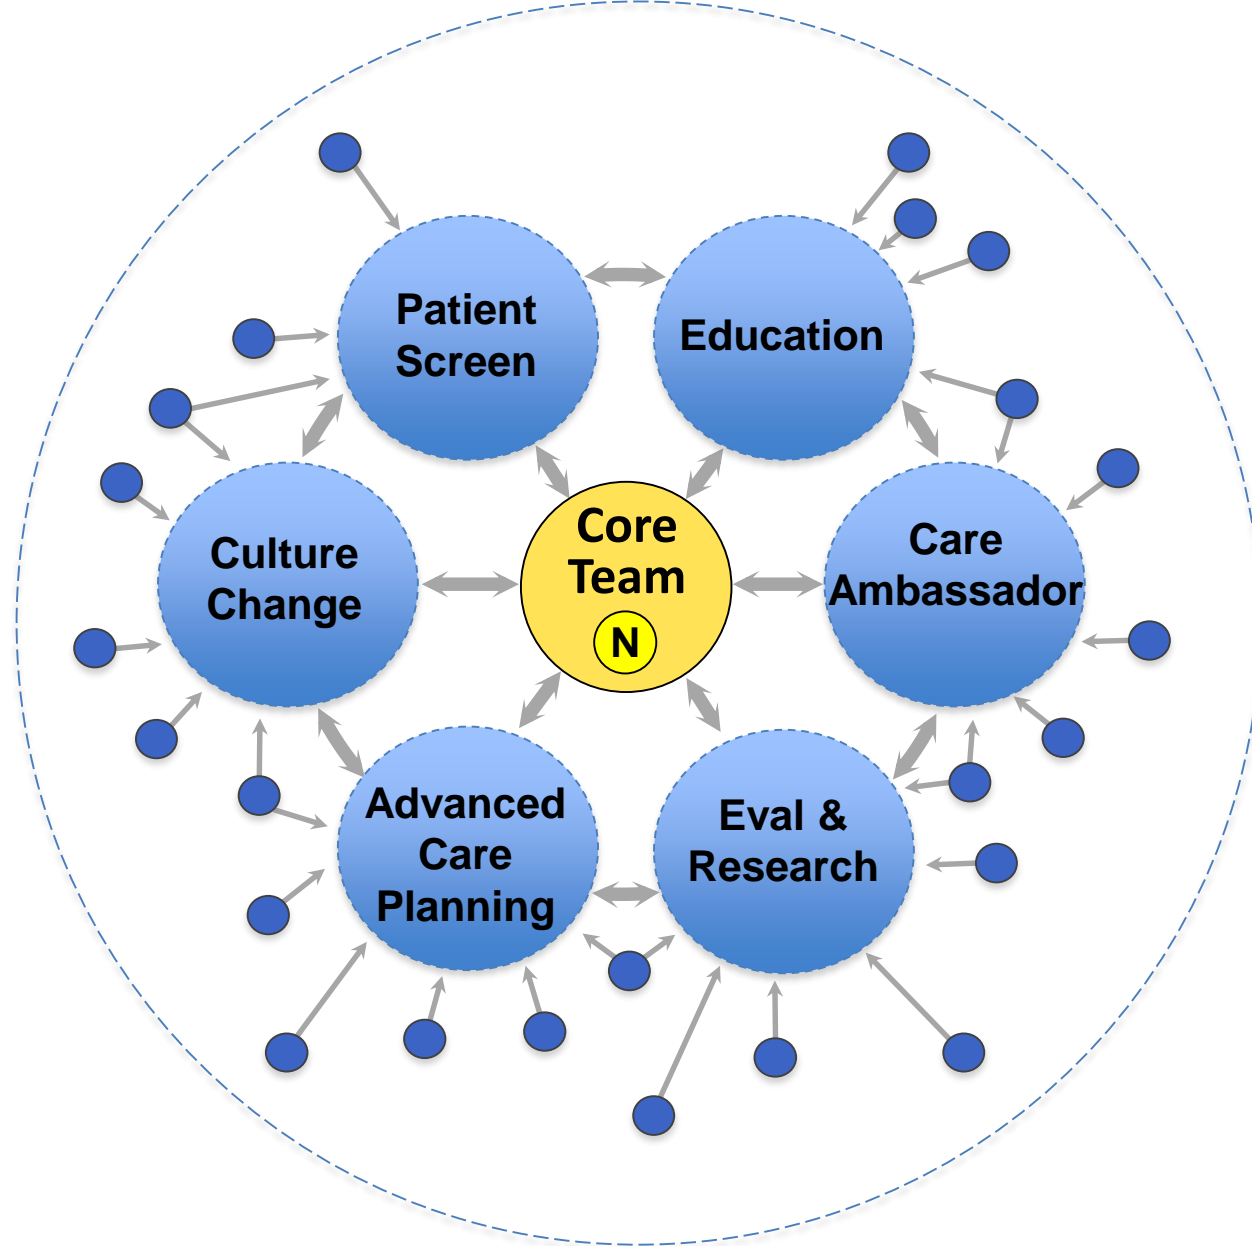 Patient
Screen
Education
Culture
Change
Core
Team
N
Care
Ambassador
Advanced
Care
Planning
Eval &
Research